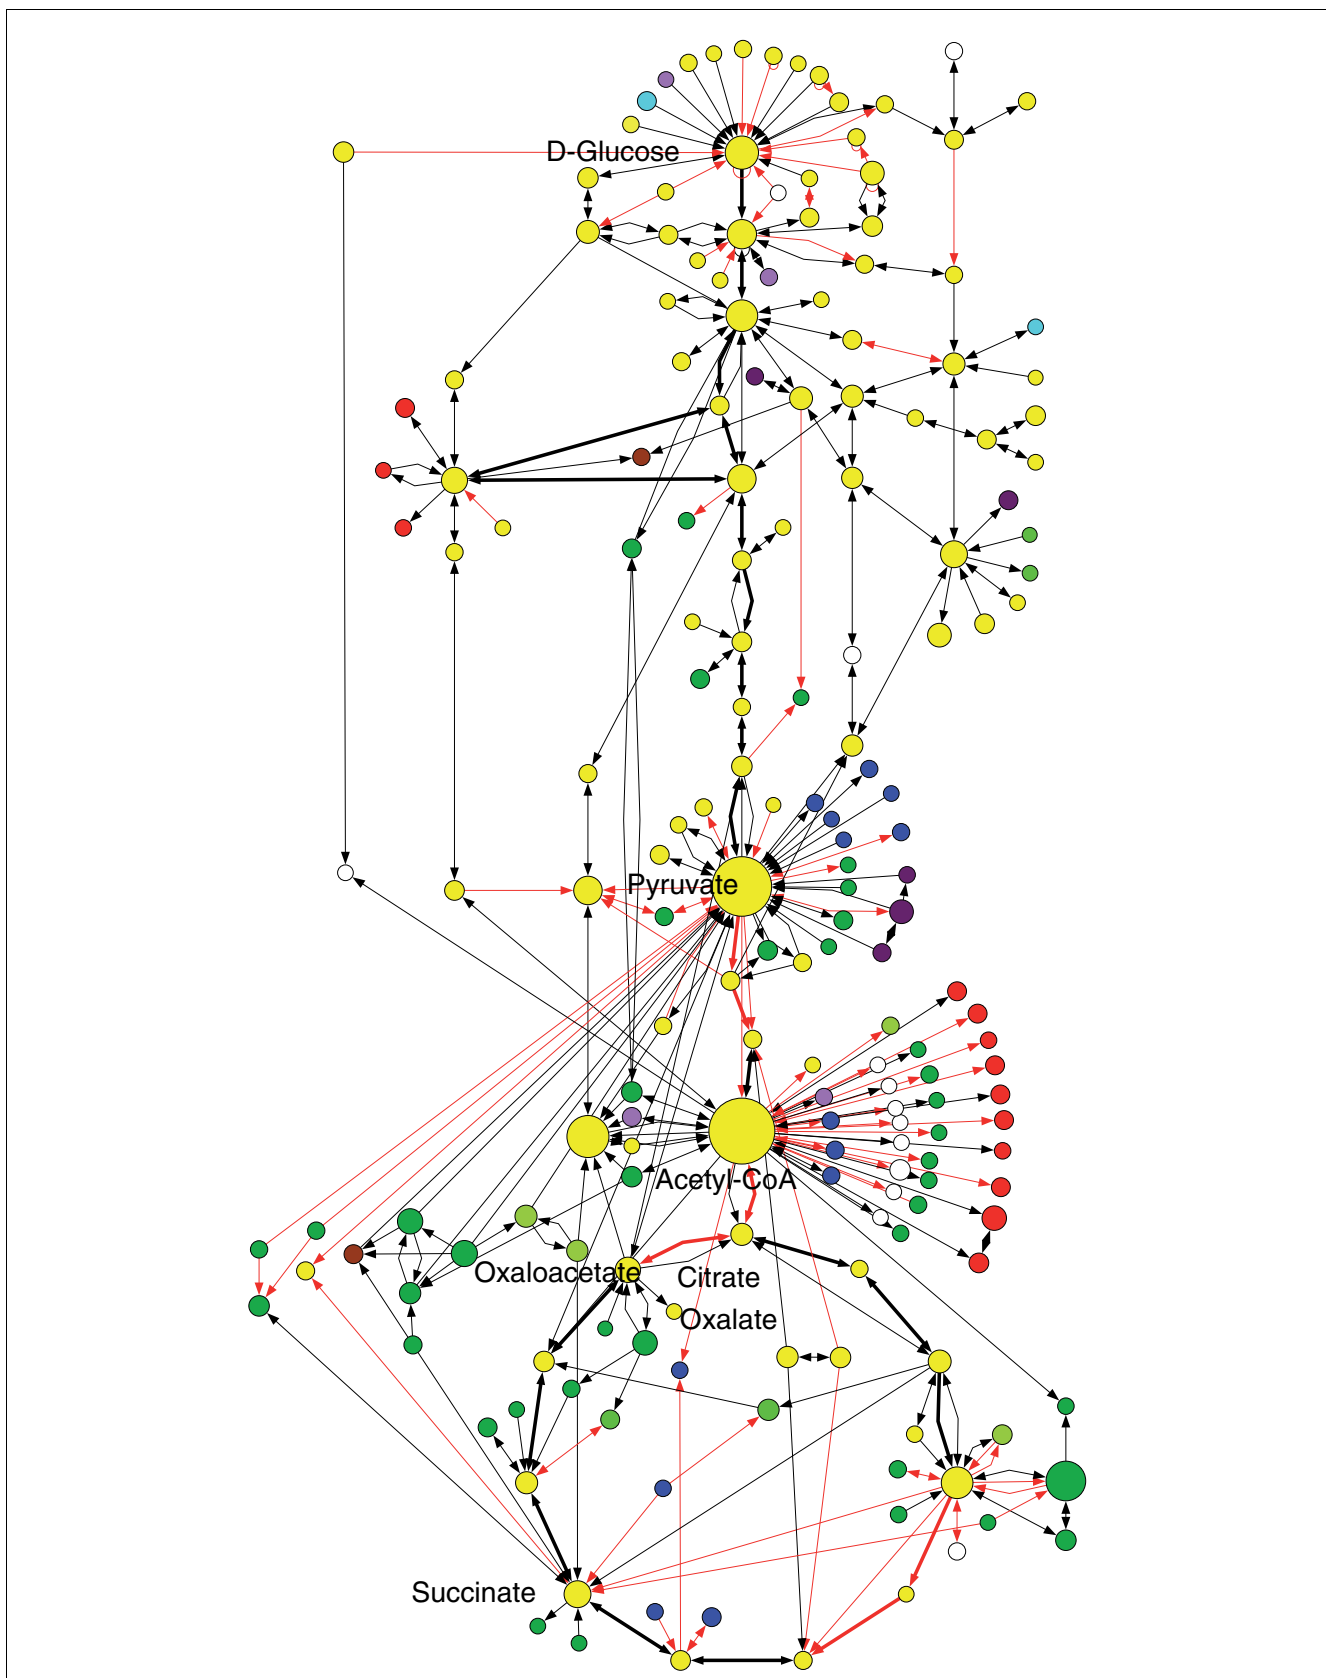 D-Glucose
Pyruvate
Acetyl-CoA
Oxaloacetate
Citrate
Oxalate
Succinate